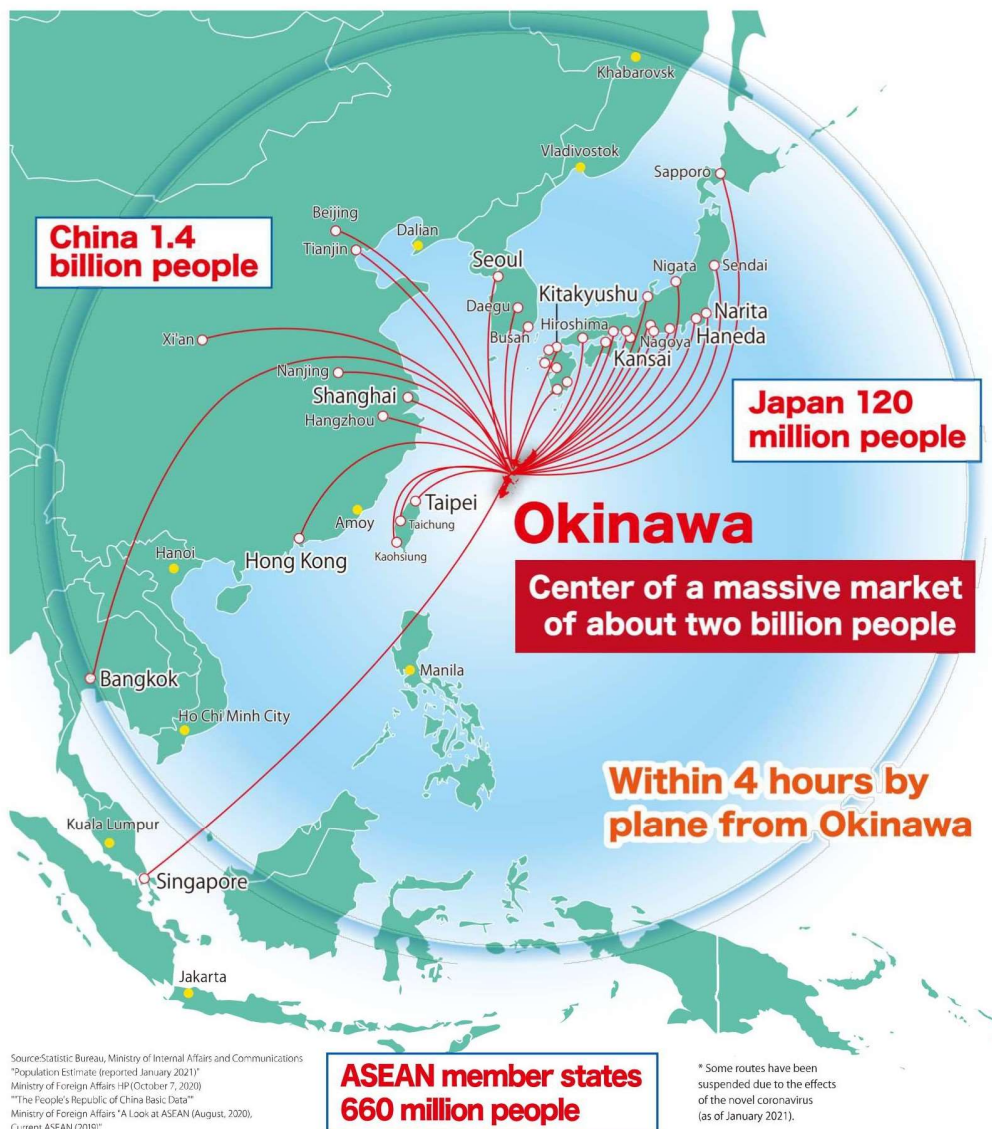 Khabarovsk
Vladivostok
Sapporo
China 1.4
billion people
Beijing
Tianjin
Dalian
Seoul
Nigata
Sendai
Daegu
Kitakyushu
Xi'an
Busan
Hiroshima
Narita
Nagoya
Haneda
Kansai
Nanjing
Shanghai
Hangzhou
Japan 120
million people
Taipei
Amoy
Taichung
Okinawa
Hanoi
Hong Kong
Kaohsiung
Center of a massive market
of about two billion people
Bangkok
Manila
Ho Chi Minh City
Within 4 hours by
plane from Okinawa
Kuala Lumpur
Singapore
Jakarta
Source:Statistic Bureau, Ministry of Internal Affairs and Communications
"Population Estimate (reported January 2021)"
Ministry of Foreign Affairs HP (October 7, 2020)
""The People's Republic of China Basic Data""
Ministry of Foreign Affairs "A Look at ASEAN (August, 2020),
Current ASEAN (2019)"
ASEAN member states
660 million people
* Some routes have been
suspended due to the effects
of the novel coronavirus
(as of January 2021).